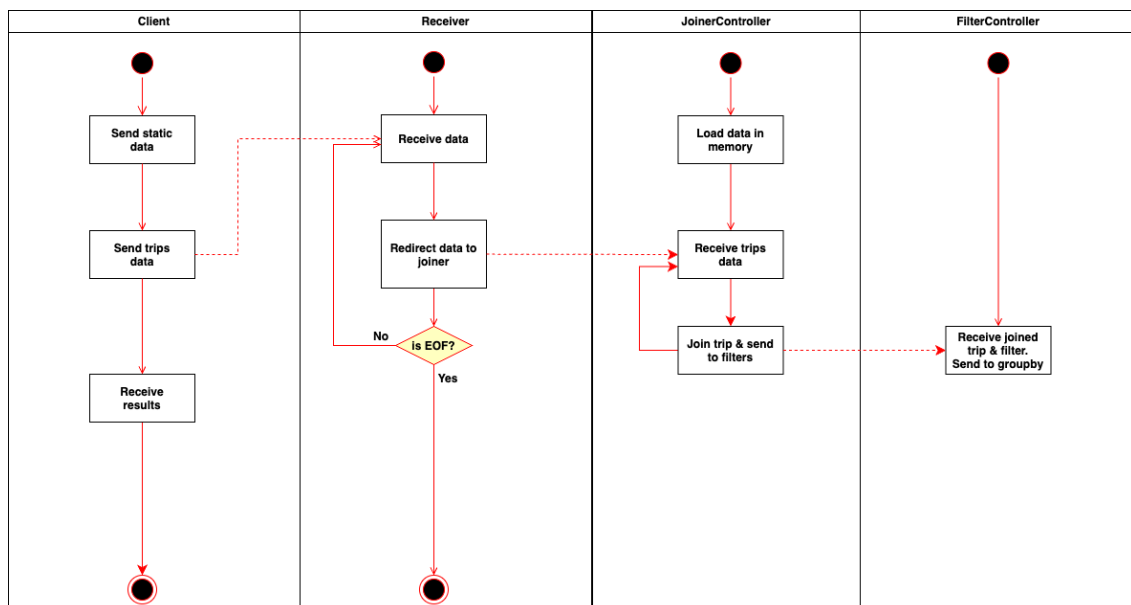 Client
Receiver
JoinerController
FilterController
Send static
data
Receive data
Load data in
memory
Send trips
data
Redirect data to
joiner
Receive trips
data
No
is EOF?
Yes
Join trip & send
to filters
Receive joined
trip & filter.
Send to groupby
Receive
results